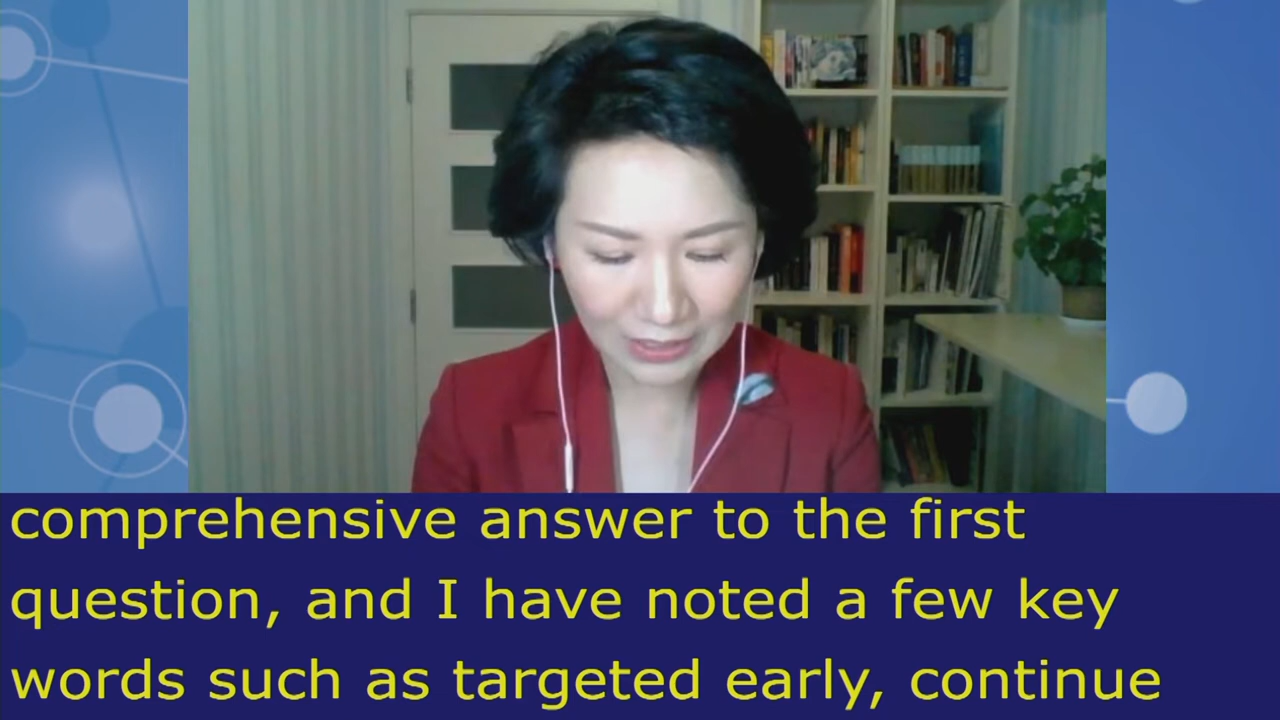 comprehensive answer to the first
question, and I have noted a few key
words such as targeted early, continue